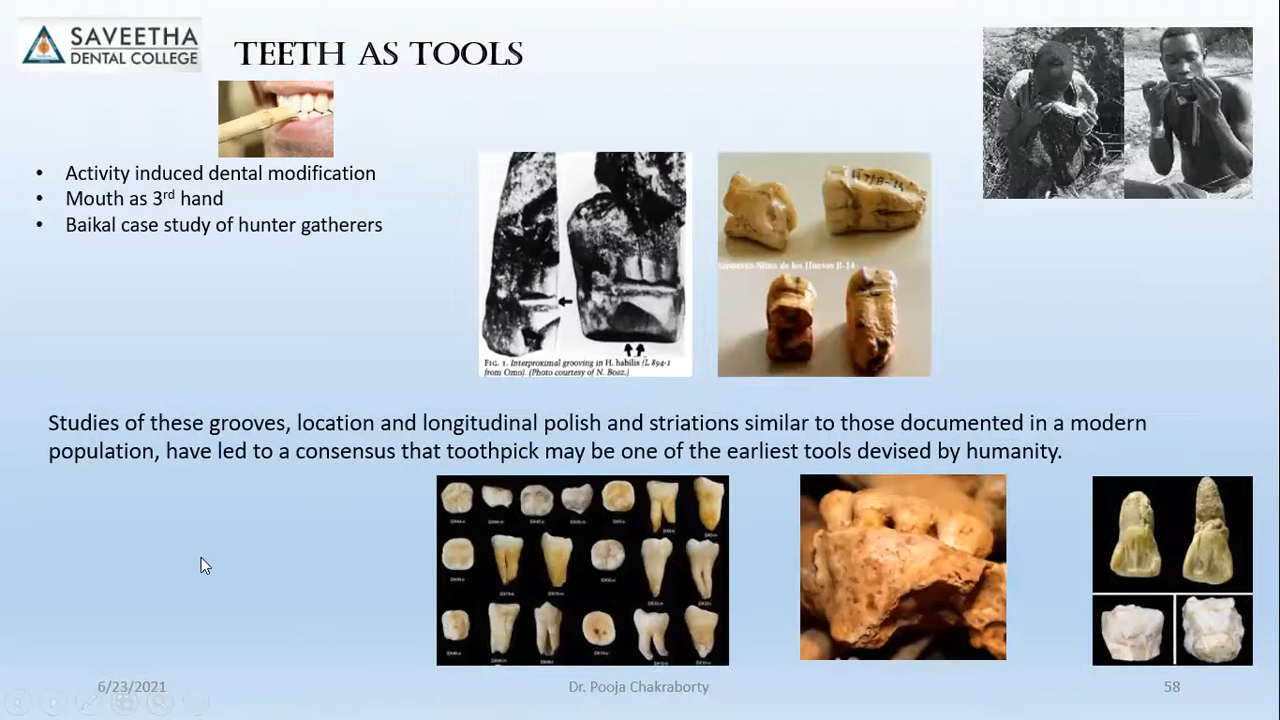 SAVEETHA
DENTAL COLLEGE
TEETH AS TOOLS
• Activity induced dental modification
• Mouth as 3rd hand
• Baikal case study of hunter gatherers
FIG. 1. Interproximal grooving in H. habilis (L 894-1
from Omo). (Photo courtesy of N. Boaz.)
Studies of these grooves, location and longitudinal polish and striations similar to those documented in a modern
population, have led to a consensus that toothpick may be one of the earliest tools devised by humanity.
6/23/2021
Dr. Pooja Chakraborty
58